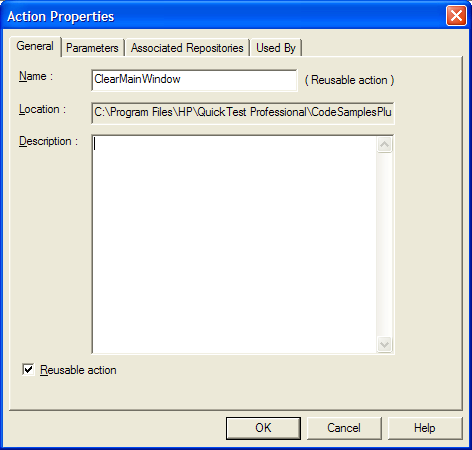 Action Properties
General Parameters Associated Repositories Used By
Name : ClearMainWindow ( Reusable action )
Location : C:\Program Files\HP\QuickTest Professional\CodeSamplesPlu
Description :
Reusable action
OK Cancel Help